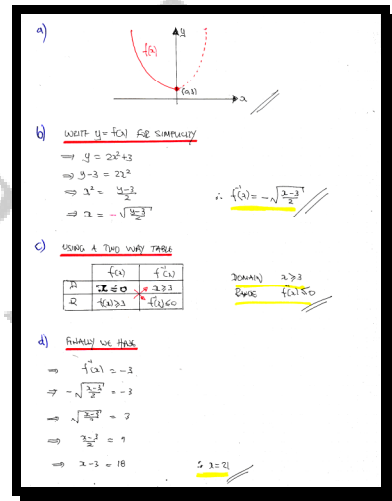 a)
y
f(x)
(0,3)
x
b) WRITE y = f(x) FOR SIMPLICITY
⇒ y = 2x²+3
⇒ y-3 = 2x²
⇒ x² = (y-3)/2
⇒ x = -√((y-3)/2)
∴ f⁻¹(x) = -√((x-3)/2)
c) USING A TWO WAY TABLE
f(x) f⁻¹(x)
D x ≤ 0 x ≥ 3
R f(x) ≥ 3 f⁻¹(x) ≤ 0
DOMAIN x ≥ 3
RANGE f⁻¹(x) ≤ 0
d) FINALLY WE HAVE
⇒ f⁻¹(x) = -3
⇒ -√((x-3)/2) = -3
⇒ √((x-3)/2) = 3
⇒ (x-3)/2 = 9
⇒ x-3 = 18
∴ x = 21